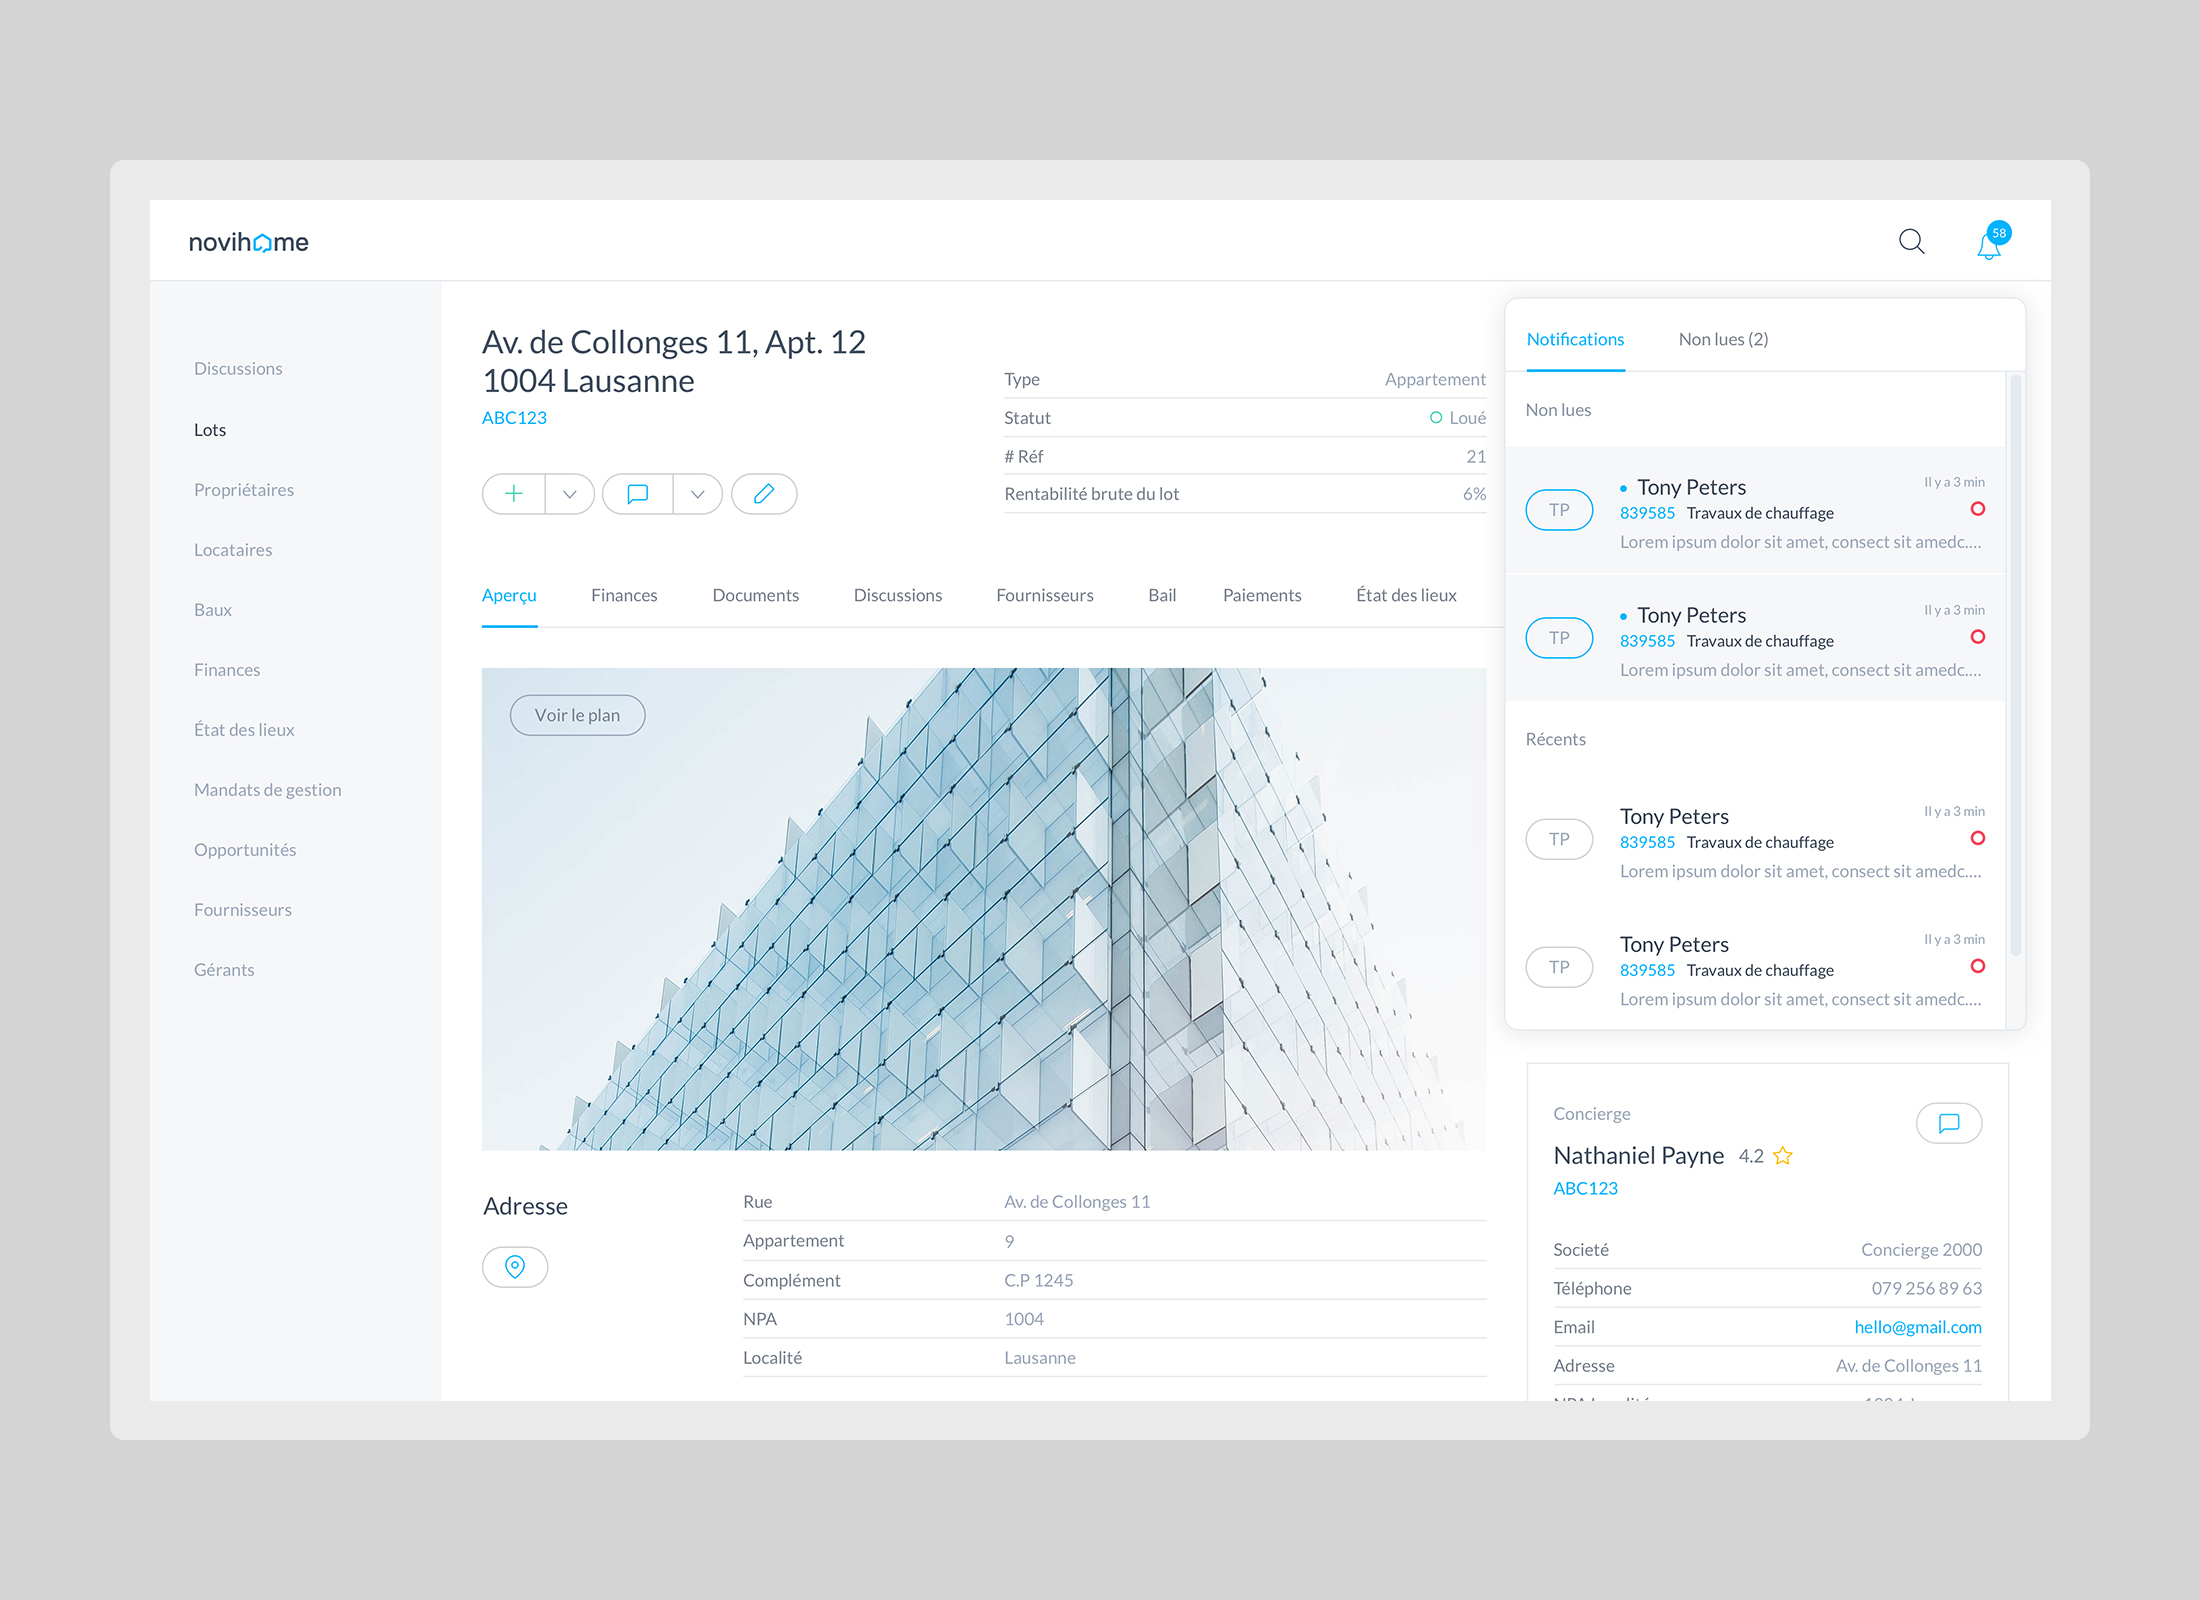 novihome
58
Discussions
Lots
Propriétaires
Locataires
Baux
Finances
État des lieux
Mandats de gestion
Opportunités
Fournisseurs
Gérants
Av. de Collonges 11, Apt. 12
1004 Lausanne
ABC123
Type Appartement
Statut Loué
# Réf 21
Rentabilité brute du lot 6%
Aperçu Finances Documents Discussions Fournisseurs Bail Paiements État des lieux
Voir le plan
Adresse
Rue Av. de Collonges 11
Appartement 9
Complément C.P 1245
NPA 1004
Localité Lausanne
Notifications Non lues (2)
Non lues
TP
Tony Peters Il y a 3 min
839585 Travaux de chauffage
Lorem ipsum dolor sit amet, consect sit amedc....
TP
Tony Peters Il y a 3 min
839585 Travaux de chauffage
Lorem ipsum dolor sit amet, consect sit amedc....
Récents
TP
Tony Peters Il y a 3 min
839585 Travaux de chauffage
Lorem ipsum dolor sit amet, consect sit amedc....
TP
Tony Peters Il y a 3 min
839585 Travaux de chauffage
Lorem ipsum dolor sit amet, consect sit amedc....
Concierge
Nathaniel Payne 4.2
ABC123
Societé Concierge 2000
Téléphone 079 256 89 63
Email hello@gmail.com
Adresse Av. de Collonges 11